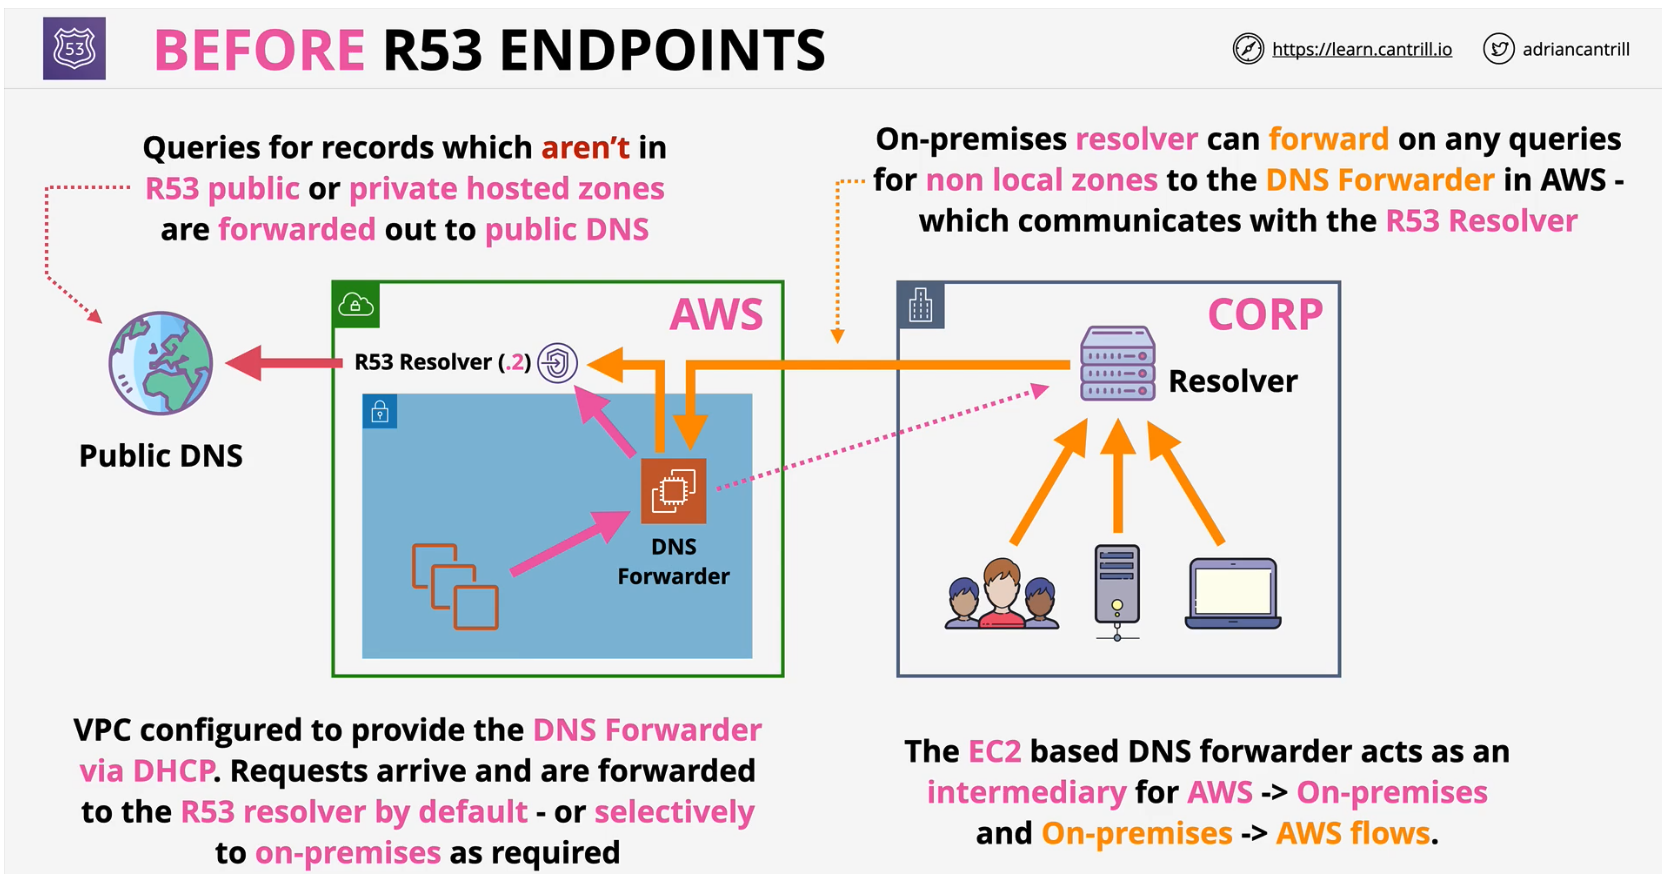 53
BEFORE R53 ENDPOINTS
https://learn.cantrill.io
adriancantrill
Queries for records which aren't in
R53 public or private hosted zones
are forwarded out to public DNS
On-premises resolver can forward on any queries
for non local zones to the DNS Forwarder in AWS -
which communicates with the R53 Resolver
AWS
CORP
R53 Resolver (.2)
Resolver
Public DNS
DNS
Forwarder
VPC configured to provide the DNS Forwarder
via DHCP. Requests arrive and are forwarded
to the R53 resolver by default - or selectively
to on-premises as required
The EC2 based DNS forwarder acts as an
intermediary for AWS -> On-premises
and On-premises -> AWS flows.